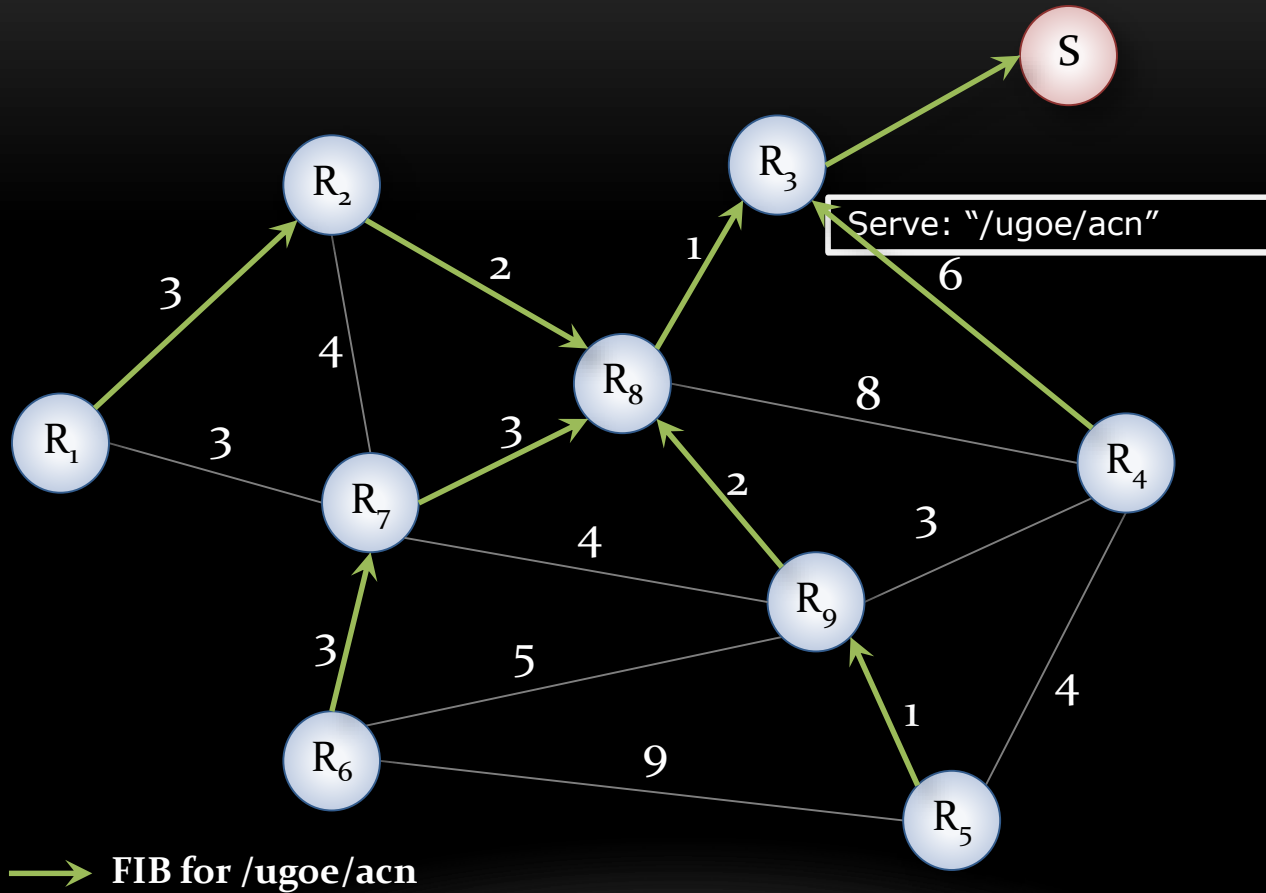 S
R₃
R₂
Serve: “/ugoe/acn”
1
2
6
3
4
R₈
8
R₁
3
3
R₄
R₇
2
3
4
R₉
3
5
4
1
R₆
9
R₅
FIB for /ugoe/acn